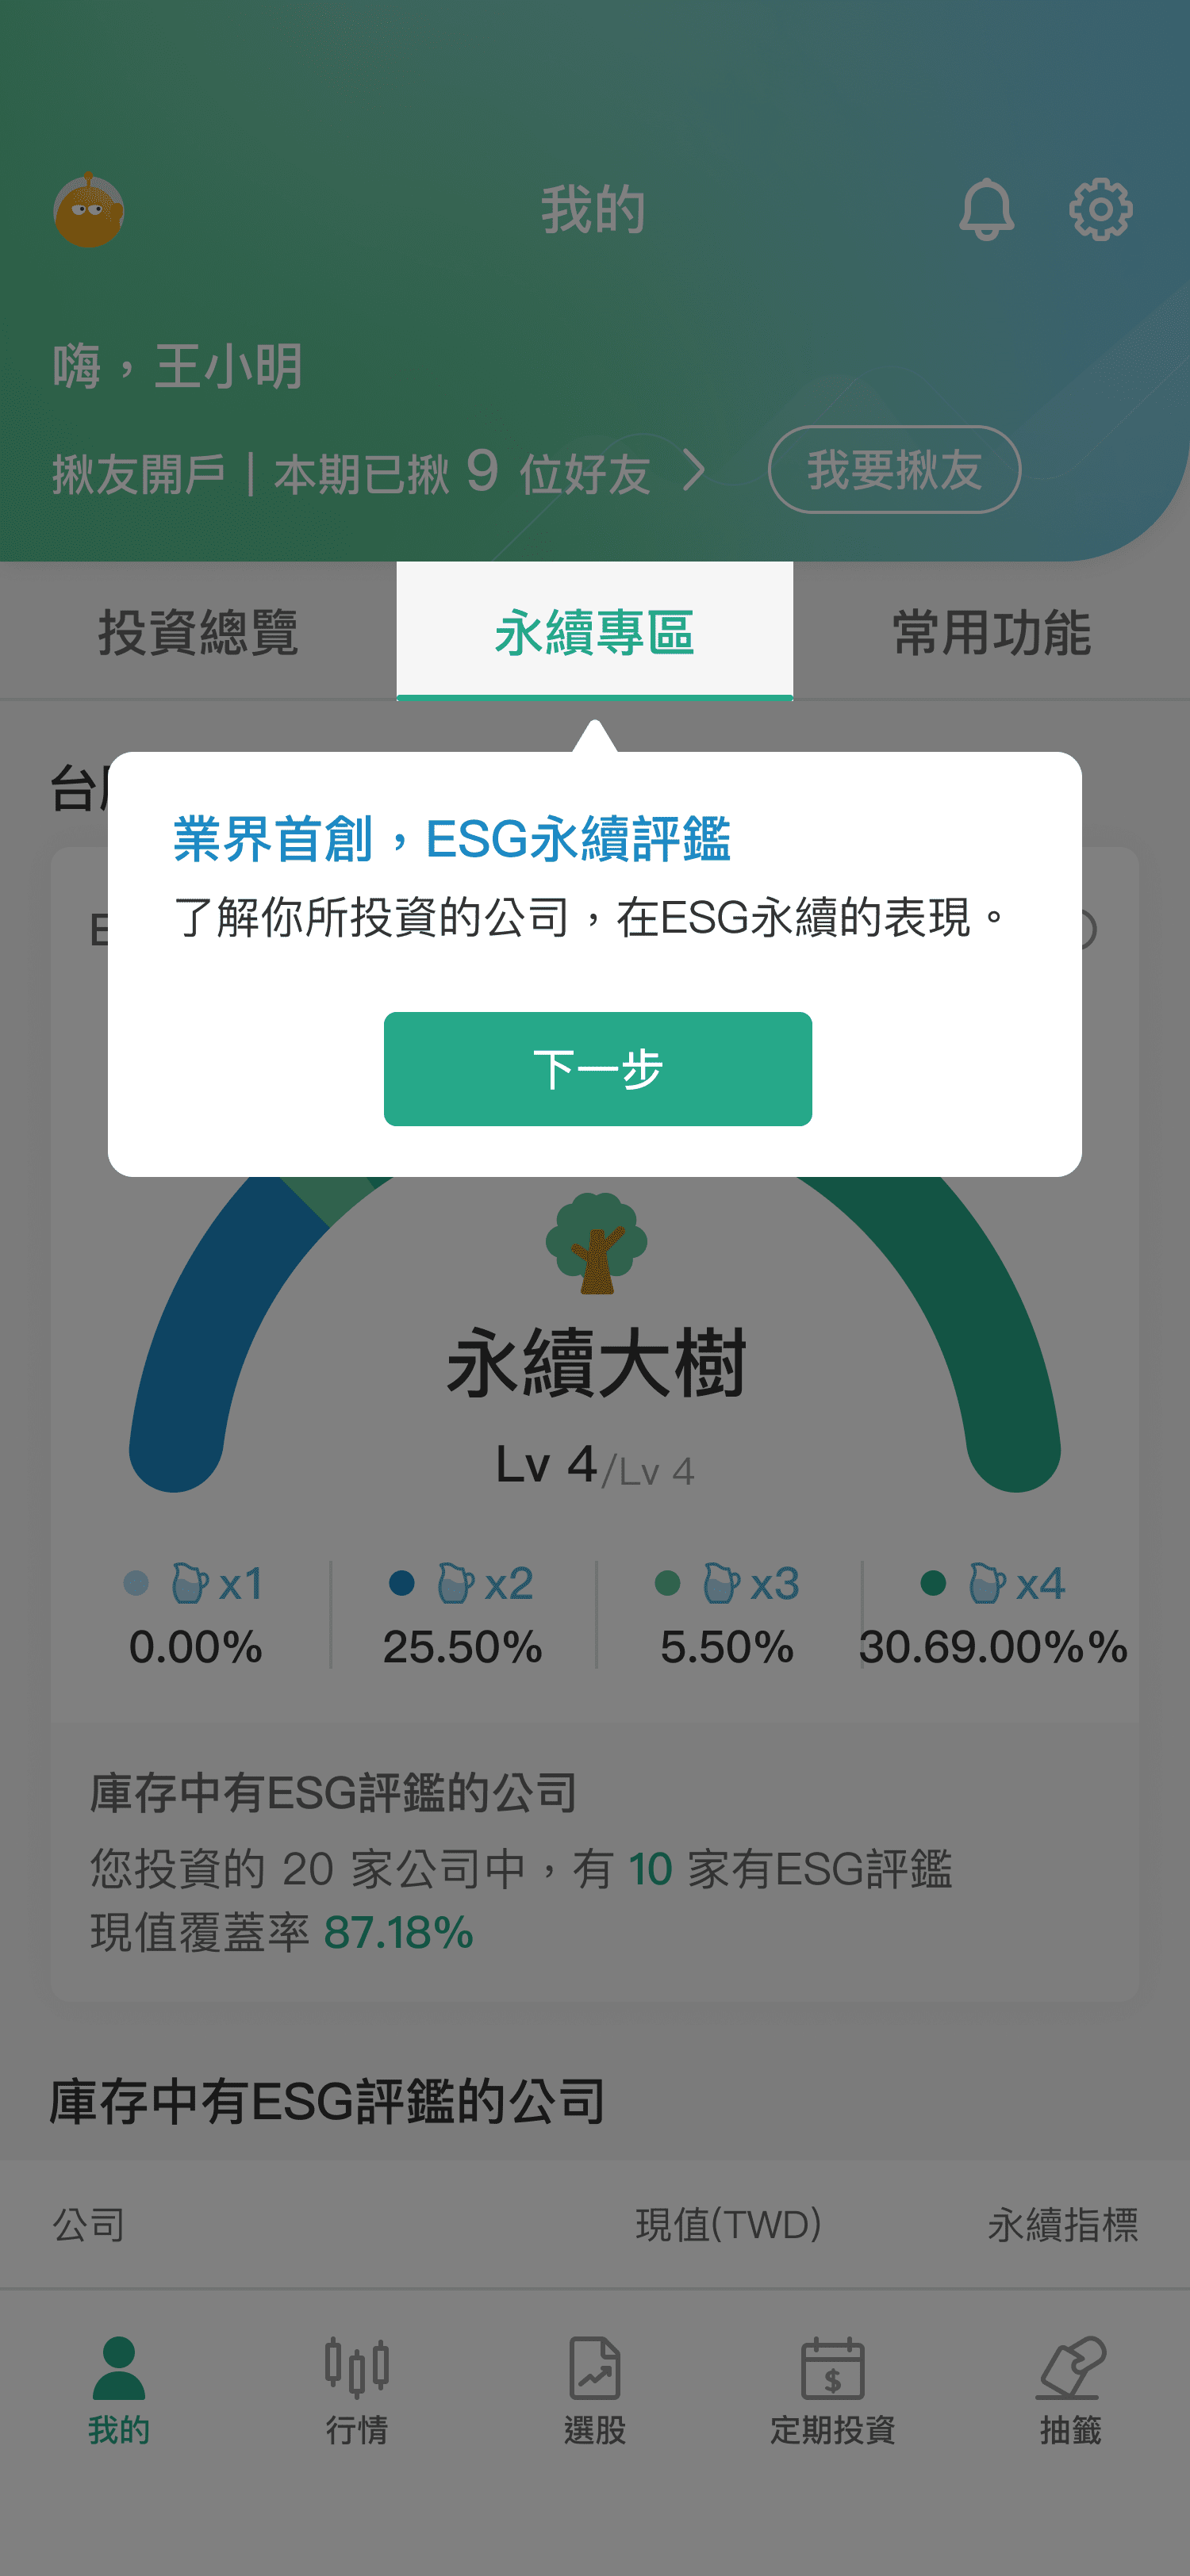 我的
嗨，王小明
揪友開戶 | 本期已揪 9 位好友
我要揪友
投資總覽
永續專區
常用功能
台
業界首創，ESG永續評鑑
了解你所投資的公司，在ESG永續的表現。
下一步
永續大樹
Lv 4/Lv 4
x1
x2
x3
x4
0.00%
25.50%
5.50%
30.69.00%%
庫存中有ESG評鑑的公司
您投資的 20 家公司中，有 10 家有ESG評鑑
現值覆蓋率 87.18%
庫存中有ESG評鑑的公司
公司
現值(TWD)
永續指標
我的
行情
選股
定期投資
抽籤